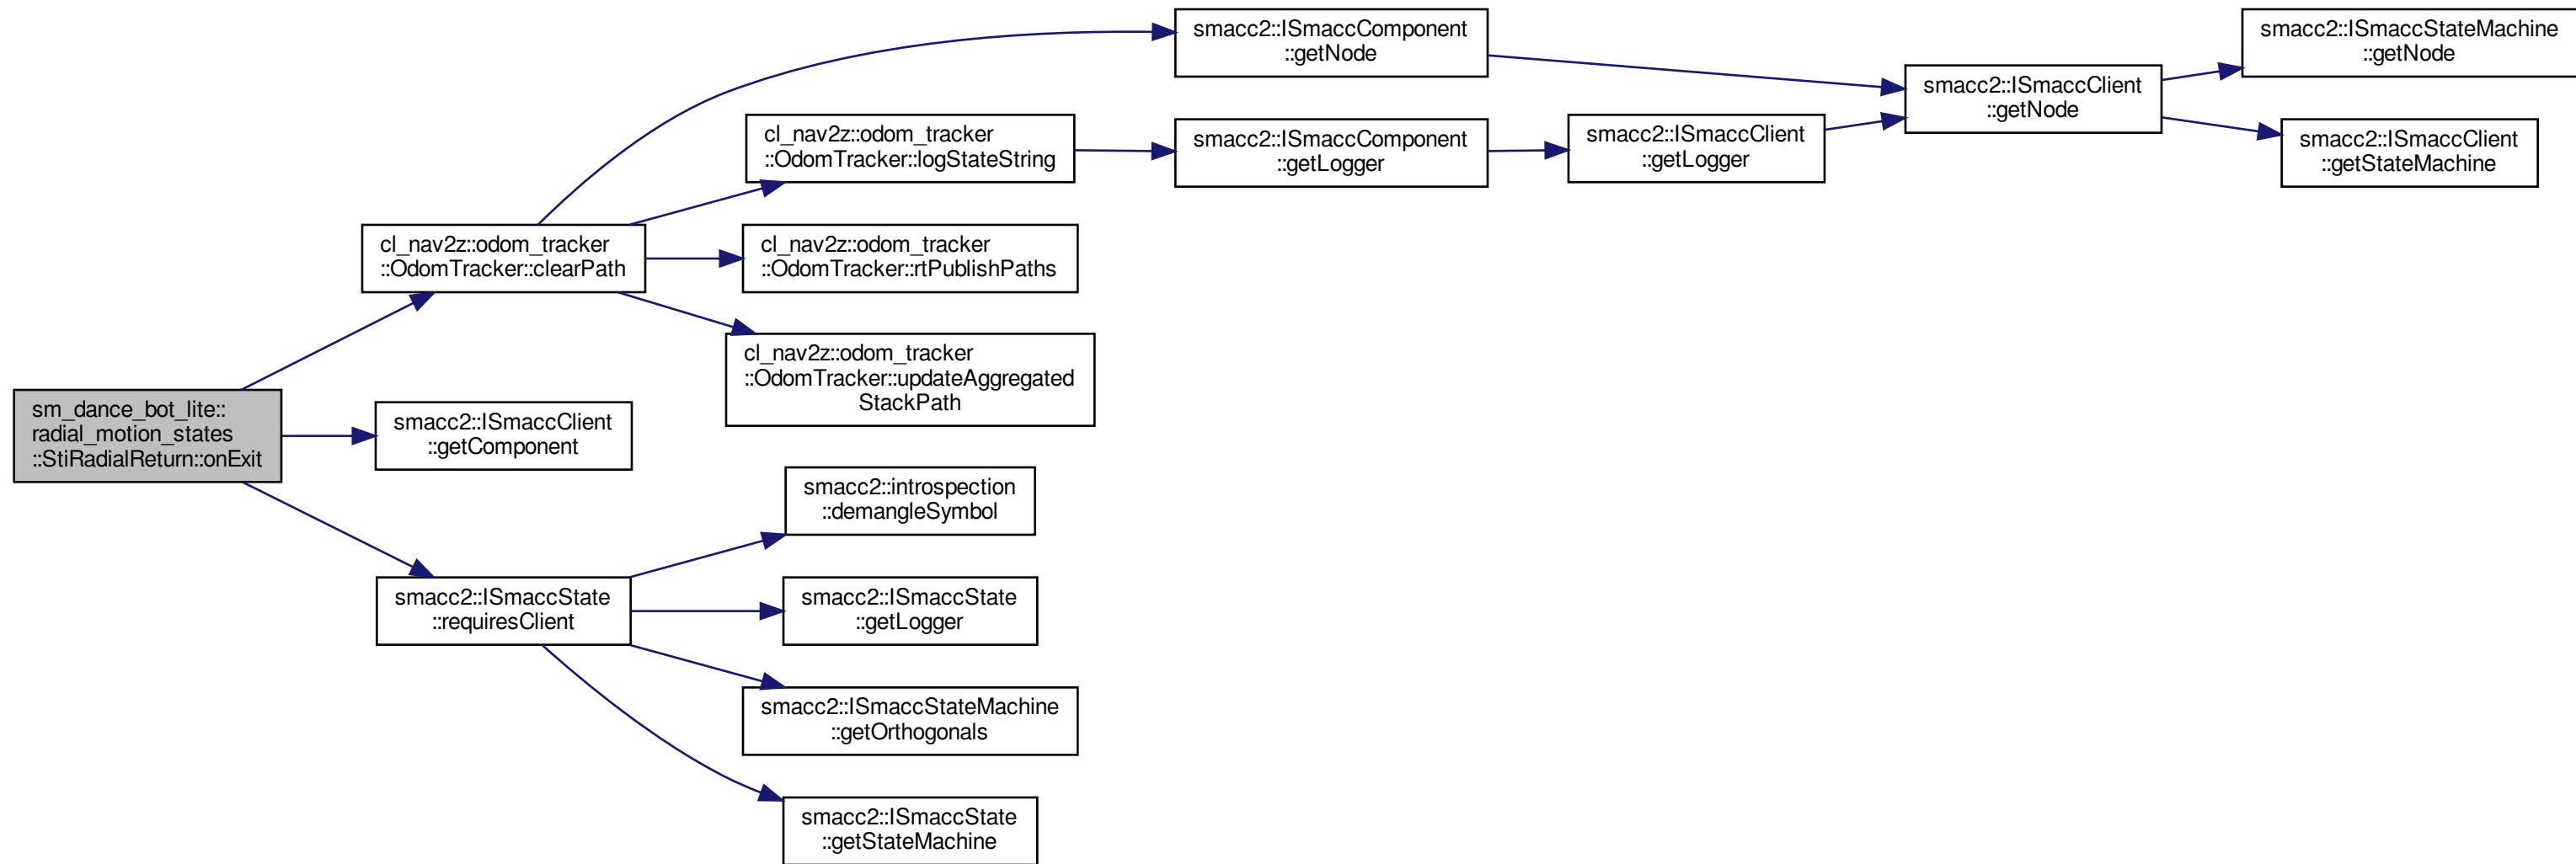 sm_dance_bot_lite::
radial_motion_states
::StiRadialReturn::onExit
cl_nav2z::odom_tracker
::OdomTracker::clearPath
smacc2::ISmaccClient
::getComponent
smacc2::ISmaccState
::requiresClient
cl_nav2z::odom_tracker
::OdomTracker::logStateString
cl_nav2z::odom_tracker
::OdomTracker::rtPublishPaths
cl_nav2z::odom_tracker
::OdomTracker::updateAggregated
StackPath
smacc2::introspection
::demangleSymbol
smacc2::ISmaccState
::getLogger
smacc2::ISmaccStateMachine
::getOrthogonals
smacc2::ISmaccState
::getStateMachine
smacc2::ISmaccComponent
::getNode
smacc2::ISmaccComponent
::getLogger
smacc2::ISmaccClient
::getLogger
smacc2::ISmaccClient
::getNode
smacc2::ISmaccStateMachine
::getNode
smacc2::ISmaccClient
::getStateMachine